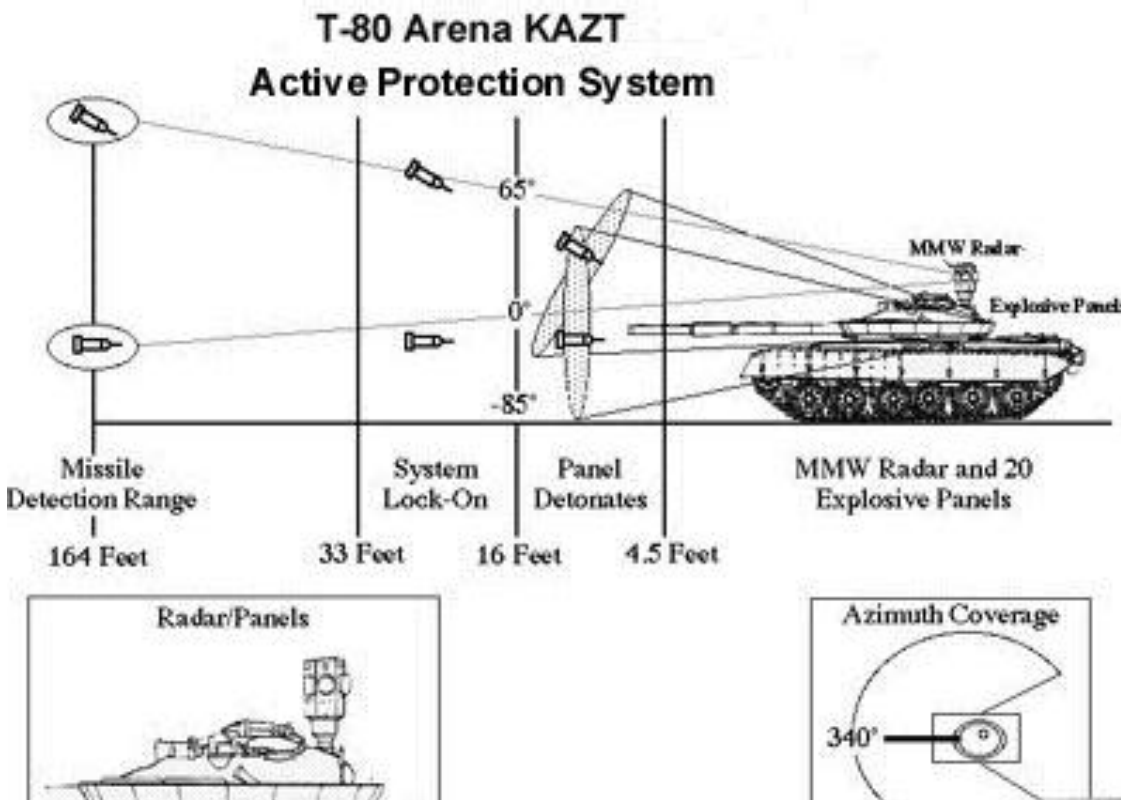 T-80 Arena KAZT
Active Protection System
65°
MMW Radar
0°
Explosive Panels
-85°
Missile
Detection Range
System
Lock-On
Panel
Detonates
MMW Radar and 20
Explosive Panels
164 Feet
33 Feet
16 Feet
4.5 Feet
Radar/Panels
Azimuth Coverage
340°